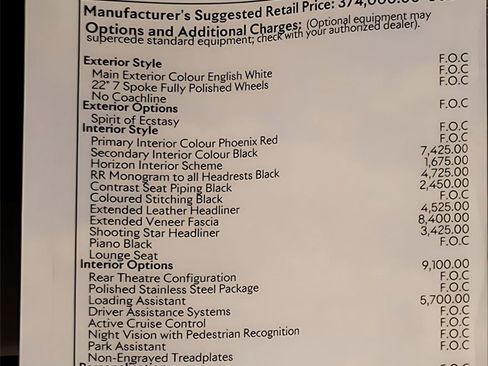 Manufacturer's Suggested Retail Price: 374,000.00
Options and Additional Charges: (Optional equipment may
supercede standard equipment; check with your authorized dealer).
Exterior Style F.O.C
Main Exterior Colour English White F.O.C
22" 7 Spoke Fully Polished Wheels F.O.C
No Coachline
Exterior Options F.O.C
Spirit of Ecstasy
Interior Style F.O.C
Primary Interior Colour Phoenix Red F.O.C
Secondary Interior Colour Black 7,425.00
Horizon Interior Scheme 1,675.00
RR Monogram to all Headrests Black 4,725.00
Contrast Seat Piping Black 2,450.00
Coloured Stitching Black F.O.C
Extended Leather Headliner 4,525.00
Extended Veneer Fascia 8,400.00
Shooting Star Headliner 3,425.00
Piano Black F.O.C
Lounge Seat
Interior Options 9,100.00
Rear Theatre Configuration F.O.C
Polished Stainless Steel Package F.O.C
Loading Assistant 5,700.00
Driver Assistance Systems F.O.C
Active Cruise Control F.O.C
Night Vision with Pedestrian Recognition F.O.C
Park Assistant F.O.C
Non-Engraved Treadplates